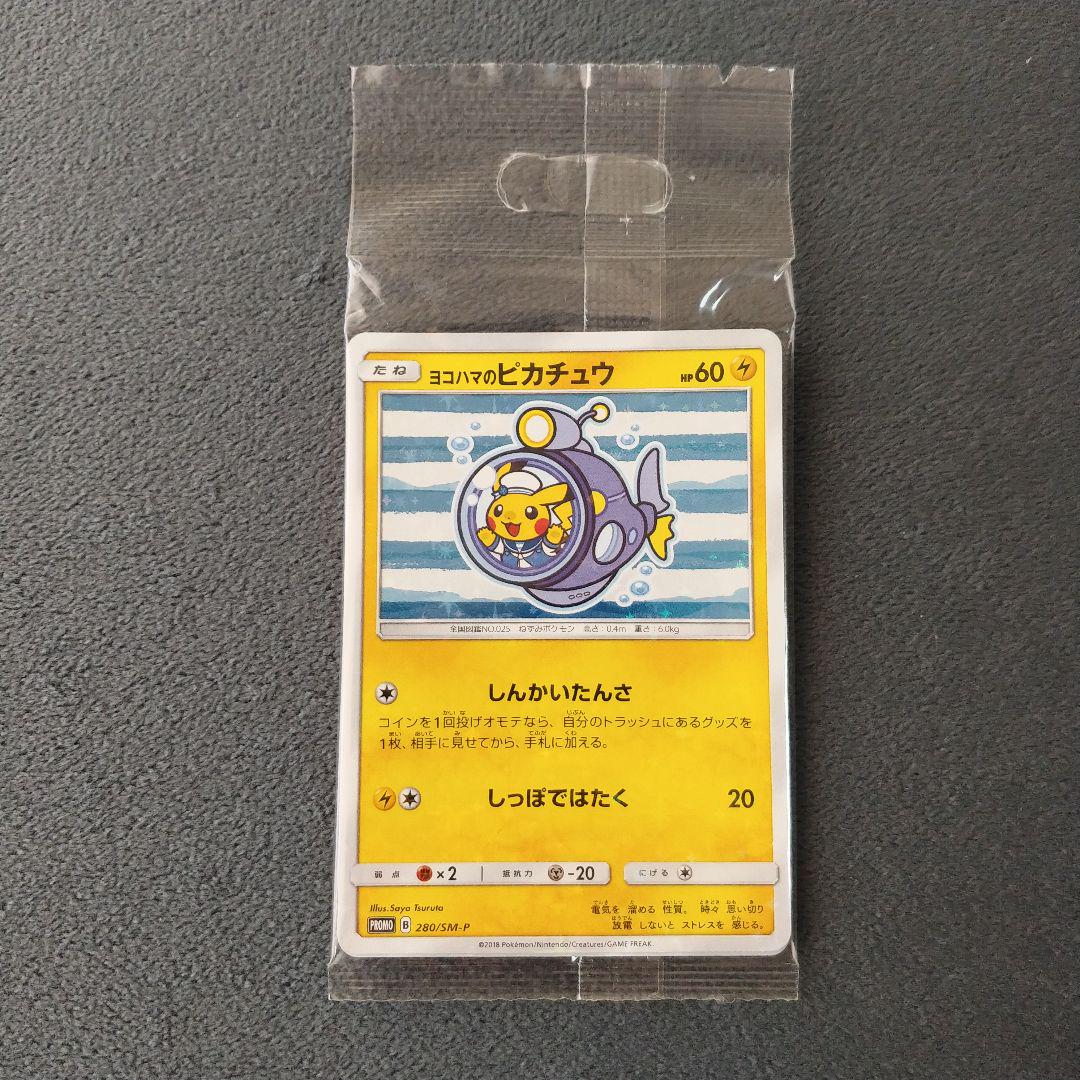 たね ヨコハマのピカチュウ HP60
全国図鑑NO.025 ねずみポケモン 高さ:0.4m 重さ:6.0kg
しんかいたんさ
コインを1回投げオモテなら、自分のトラッシュにあるグッズを
1枚、相手に見せてから、手札に加える。
しっぽではたく 20
弱点 ×2 抵抗力 -20 にげる
Illus.Saya Tsuruta
PROMO B 280/SM-P
電気を 溜める 性質。 時々 思い切り
放電 しないと ストレスを 感じる。
©2018 Pokémon/Nintendo/Creatures/GAME FREAK.